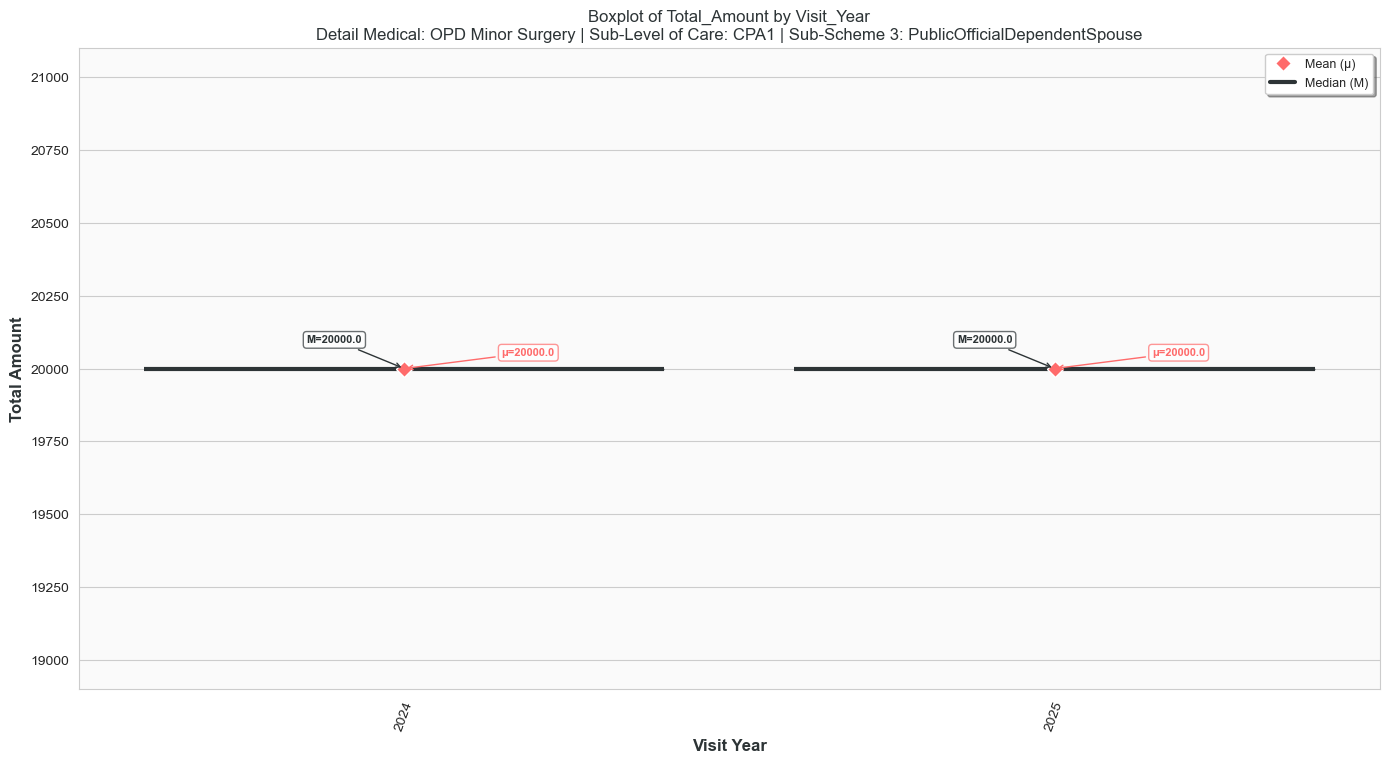 Boxplot of Total_Amount by Visit_Year
Detail Medical: OPD Minor Surgery | Sub-Level of Care: CPA1 | Sub-Scheme 3: PublicOfficialDependentSpouse
Mean (μ)
Median (M)
Total Amount
21000
20750
20500
20250
20000
19750
19500
19250
19000
M=20000.0
μ=20000.0
M=20000.0
μ=20000.0
2024
2025
Visit Year